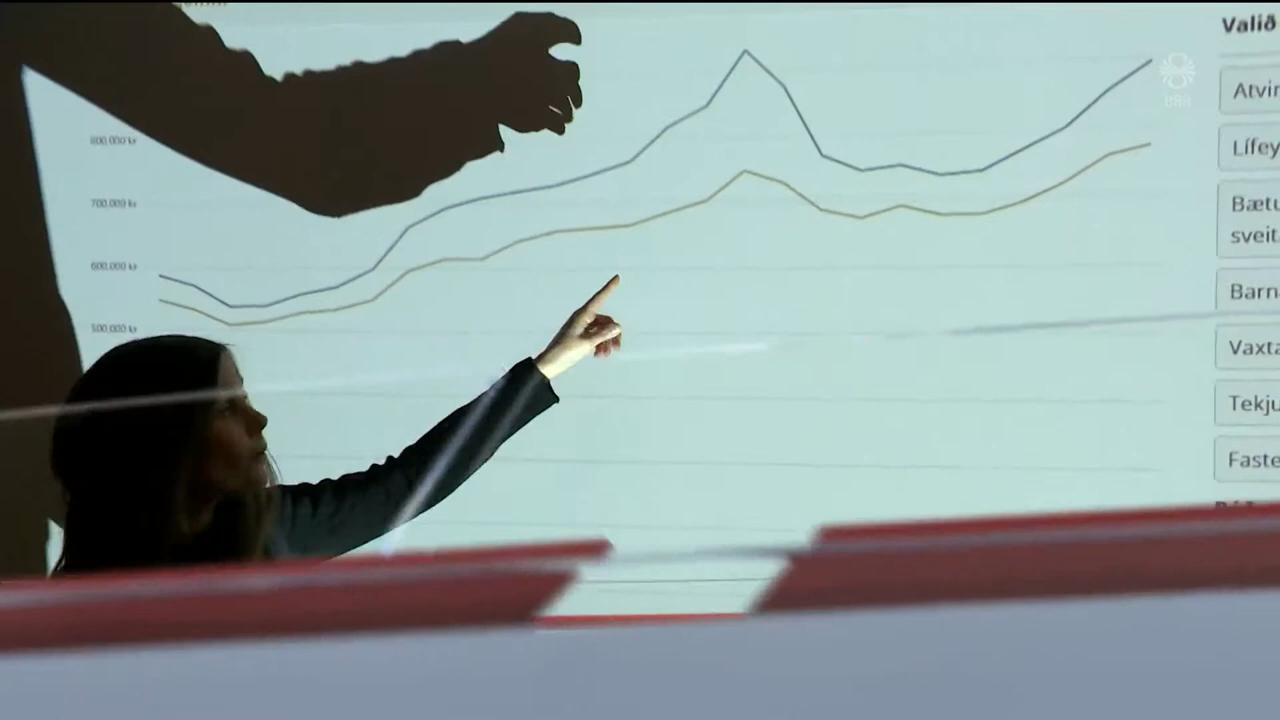 Valið
Atvin
800.000 kr
Lífey
700.000 kr
Bætu
sveit
600.000 kr
Barn
500.000 kr
Vaxta
Tekju
Faste